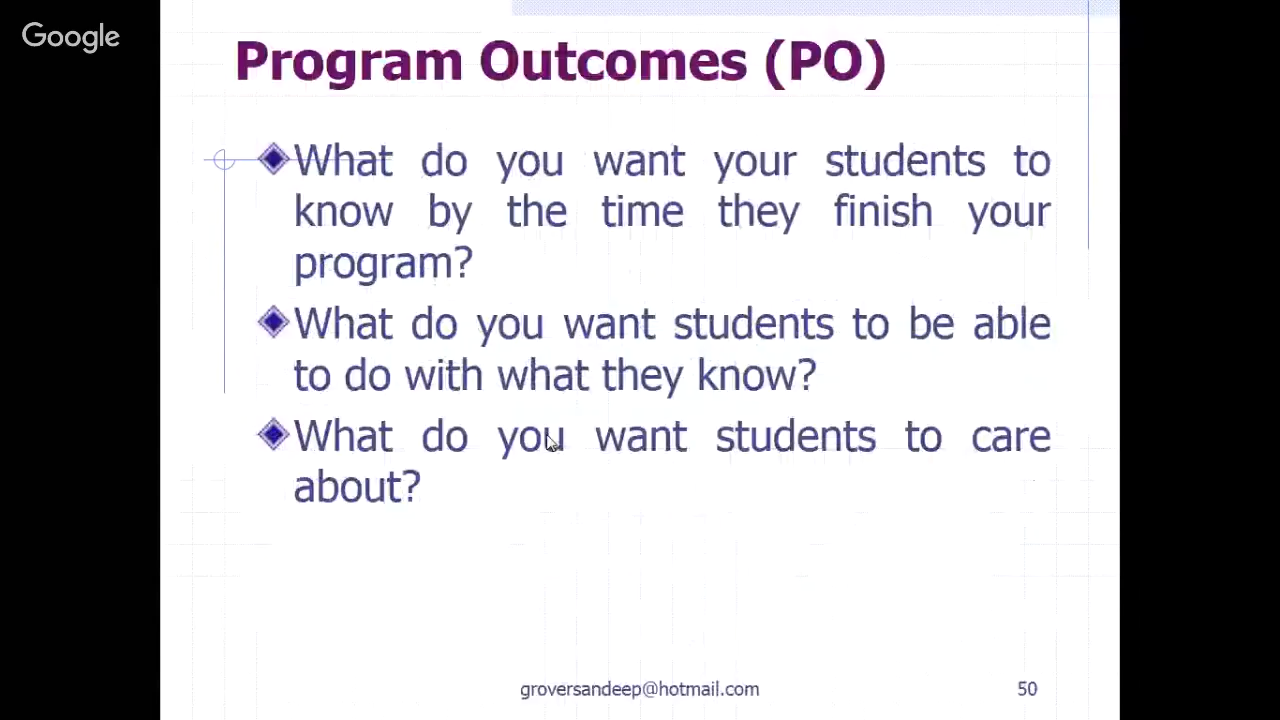 Google
Program Outcomes (PO)
What do you want your students to
know by the time they finish your
program?
What do you want students to be able
to do with what they know?
What do you want students to care
about?
groversandeep@hotmail.com 50